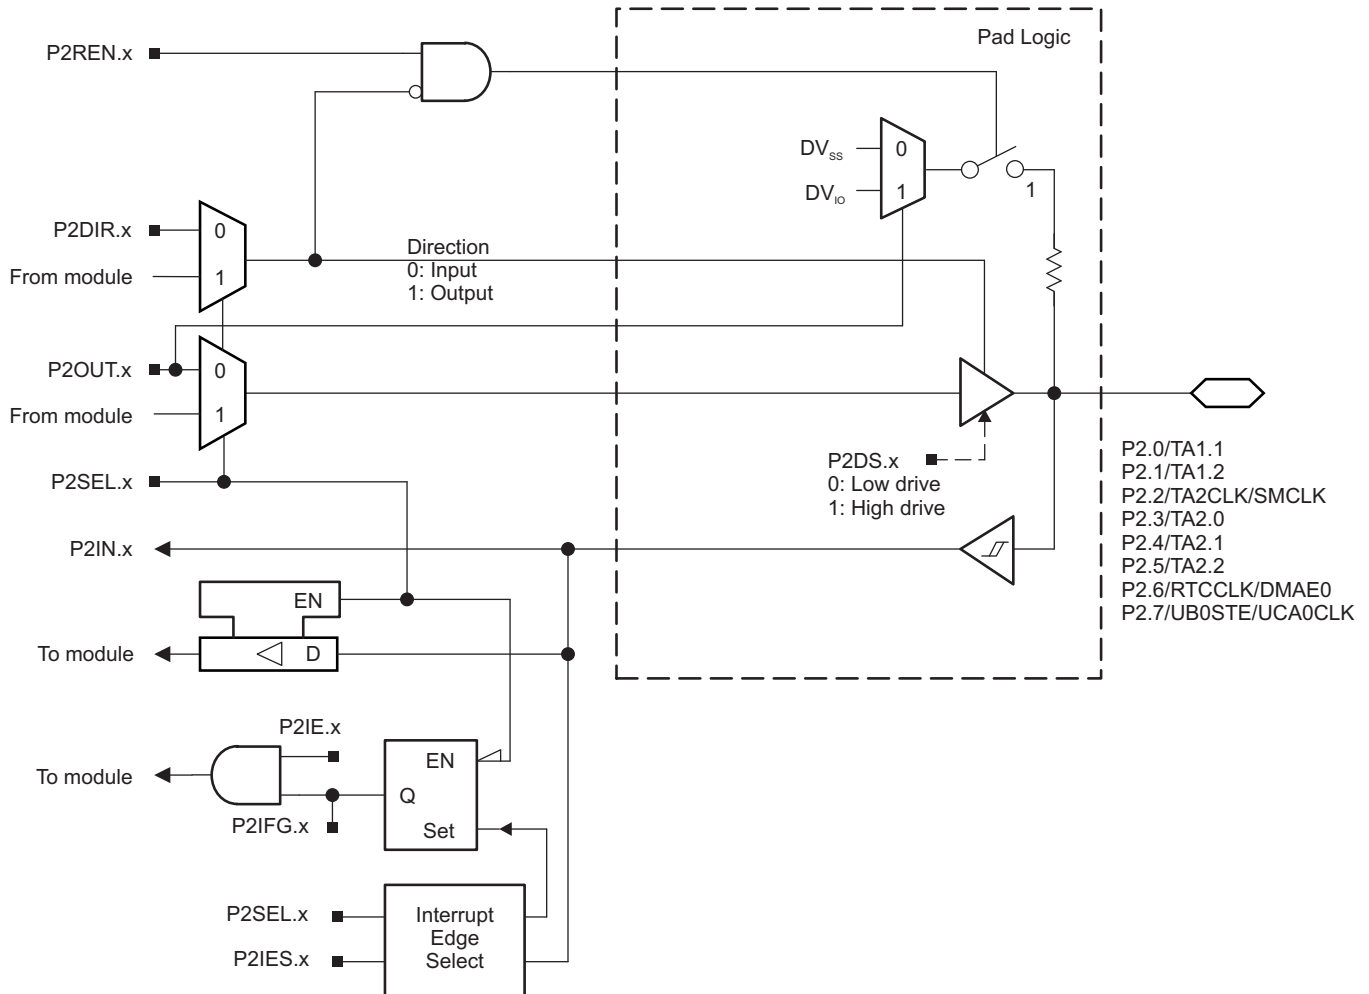 Pad Logic
P2REN.x
DVSS
0
DVIO
1
1
P2DIR.x
0
From module
1
Direction
0: Input
1: Output
P2OUT.x
0
From module
1
P2SEL.x
P2DS.x
0: Low drive
1: High drive
P2.0/TA1.1
P2.1/TA1.2
P2.2/TA2CLK/SMCLK
P2.3/TA2.0
P2.4/TA2.1
P2.5/TA2.2
P2.6/RTCCLK/DMAE0
P2.7/UB0STE/UCA0CLK
P2IN.x
EN
To module
D
P2IE.x
EN
To module
Q
P2IFG.x
Set
P2SEL.x
P2IES.x
Interrupt
Edge
Select